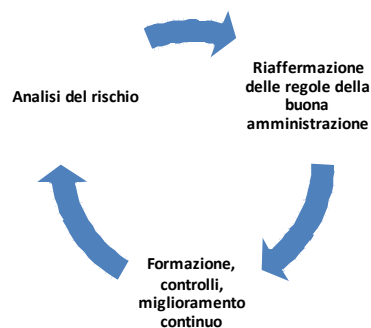 Analisi del rischio
Riaffermazione
delle regole della
buona
amministrazione
Formazione,
controlli,
miglioramento
continuo